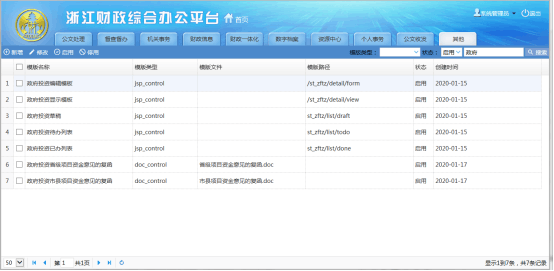 浙江财政综合办公平台 首页
系统管理员 退出
公文处理 督查督办 机关事务 财政信息 财政一体化 数字档案 资源中心 个人事务 公文收发 其他
新增 修改 启用 停用 模版类型: 状态: 启用 政府 搜索
模版名称 模版类型 模版文件 模版路径 状态 创建时间
1 政府投资编辑模板 jsp_control /st_zftz/detail/form 启用 2020-01-15
2 政府投资显示模板 jsp_control /st_zftz/detail/view 启用 2020-01-15
3 政府投资草稿 jsp_control st_zftz/list/draft 启用 2020-01-15
4 政府投资待办列表 jsp_control st_zftz/list/todo 启用 2020-01-15
5 政府投资已办列表 jsp_control st_zftz/list/done 启用 2020-01-15
6 政府投资省级项目资金意见的复函 doc_control 省级项目资金意见的复函.doc 启用 2020-01-17
7 政府投资市县项目资金意见的复函 doc_control 市县项目资金意见的复函.doc 启用 2020-01-17
50 第 1 共1页 显示1到7条，共7条记录